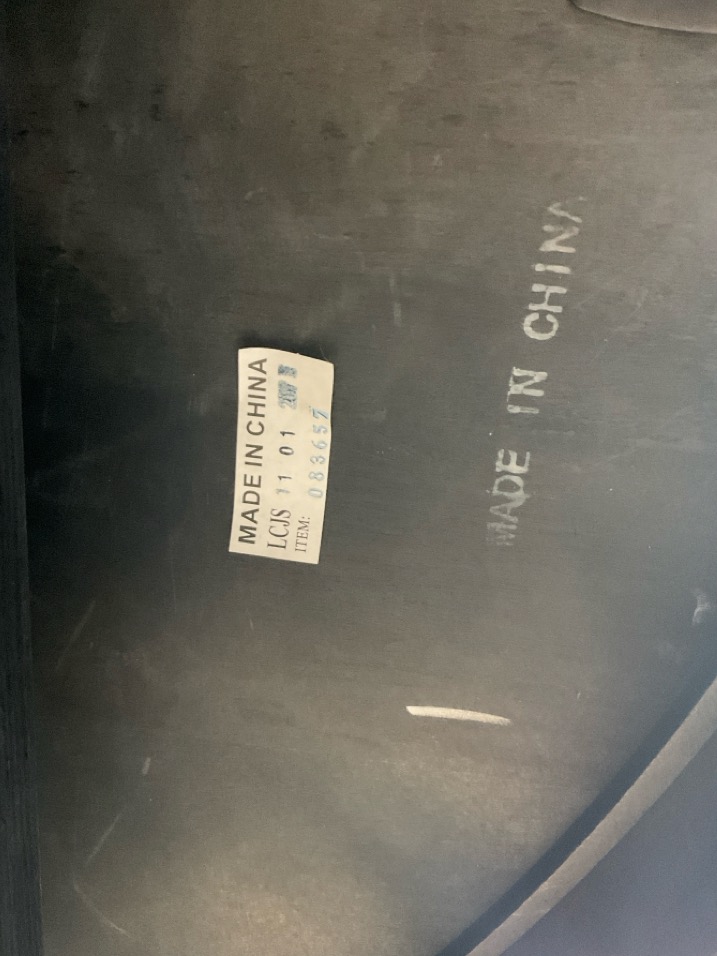 MADE IN CHINA
LCJS 11 01
ITEM: 083657
MADE IN CHINA